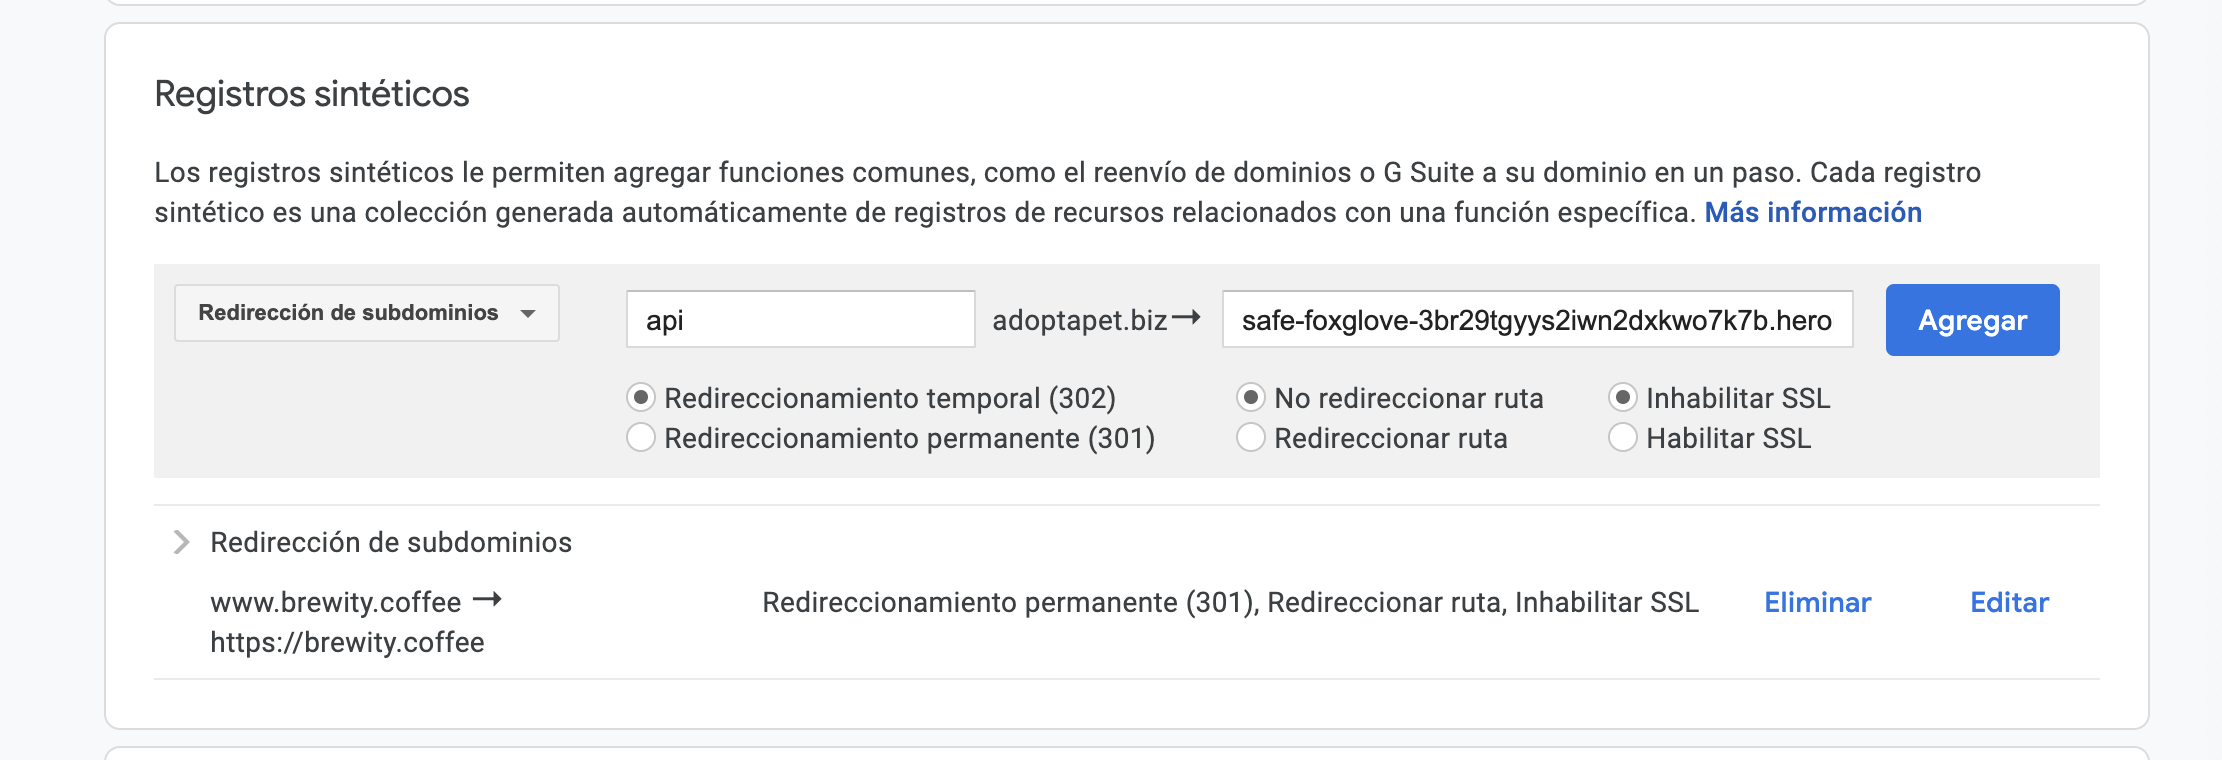 Registros sintéticos
Los registros sintéticos le permiten agregar funciones comunes, como el reenvío de dominios o G Suite a su dominio en un paso. Cada registro
sintético es una colección generada automáticamente de registros de recursos relacionados con una función específica. Más información
Redirección de subdominios
api
adoptapet.biz→
safe-foxglove-3br29tgyys2iwn2dxkwo7k7b.hero
Agregar
Redireccionamiento temporal (302)
Redireccionamiento permanente (301)
No redireccionar ruta
Redireccionar ruta
Inhabilitar SSL
Habilitar SSL
Redirección de subdominios
www.brewity.coffee →
https://brewity.coffee
Redireccionamiento permanente (301), Redireccionar ruta, Inhabilitar SSL
Eliminar
Editar